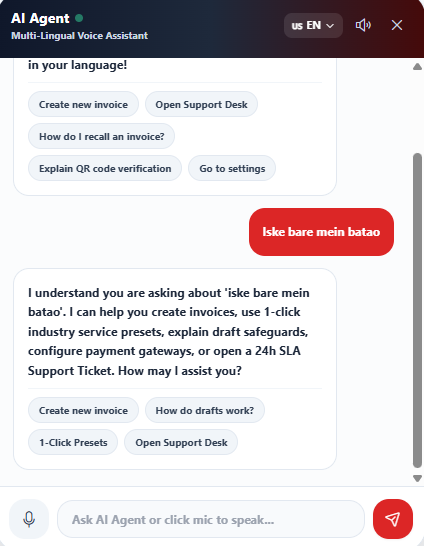 AI Agent
Multi-Lingual Voice Assistant
us EN
in your language!
Create new invoice
Open Support Desk
How do I recall an invoice?
Explain QR code verification
Go to settings
Iske bare mein batao
I understand you are asking about 'iske bare mein
batao'. I can help you create invoices, use 1-click
industry service presets, explain draft safeguards,
configure payment gateways, or open a 24h SLA
Support Ticket. How may I assist you?
Create new invoice
How do drafts work?
1-Click Presets
Open Support Desk
Ask AI Agent or click mic to speak...